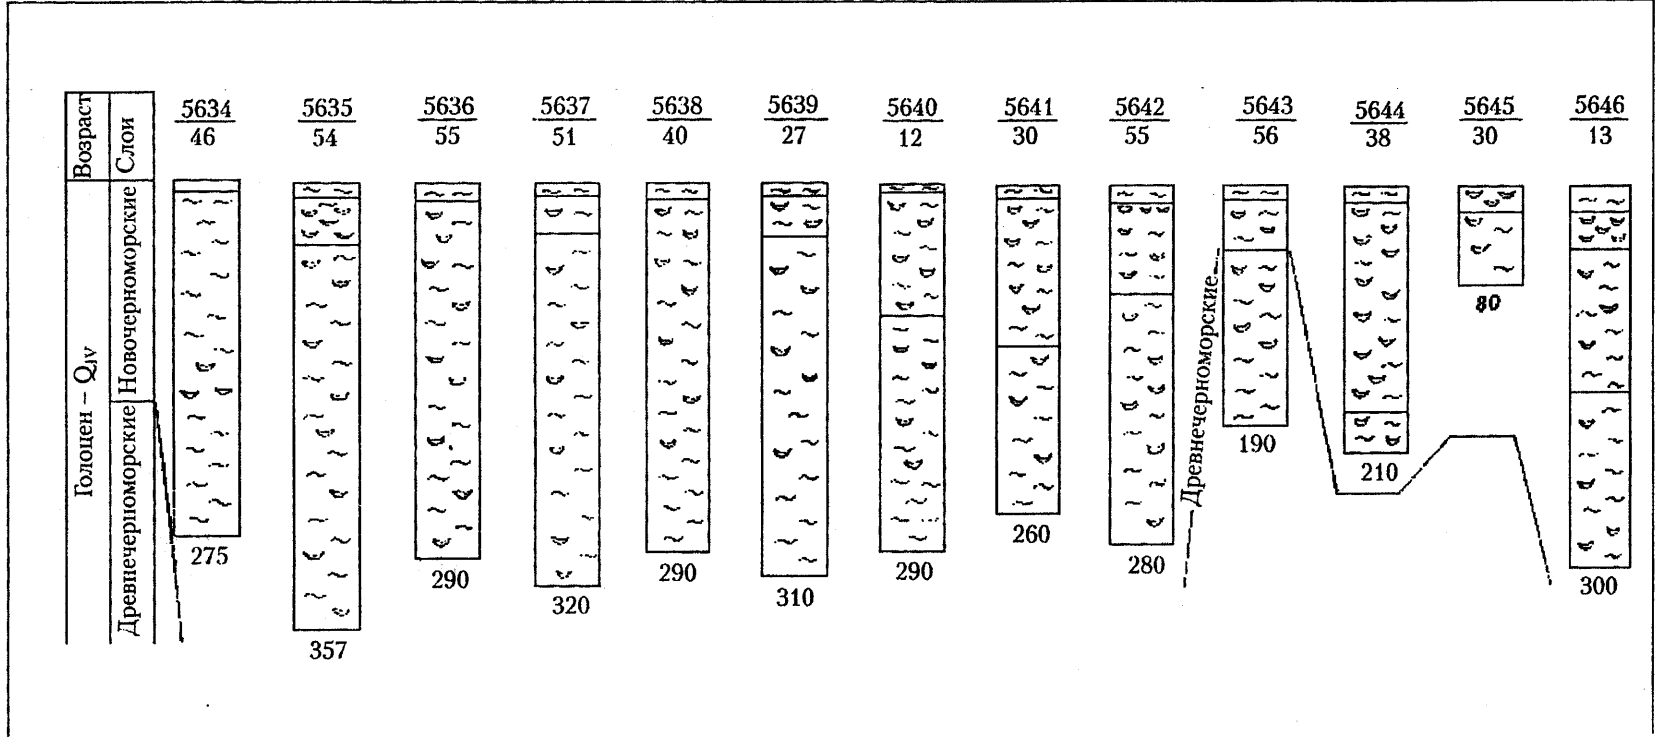 Возраст
Слои
5634 5635 5636 5637 5638 5639 5640 5641 5642 5643 5644 5645 5646
46 54 55 51 40 27 12 30 55 56 38 30 13
Голоцен – QIV
Новочерноморские
Древнечерноморские
Древнечерноморские
275 357 290 320 290 310 290 260 280 190 210 80 300